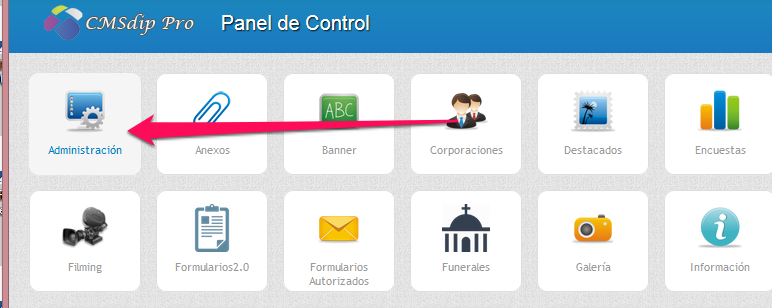 CMSdip Pro Panel de Control
ABC
Administración Anexos Banner Corporaciones Destacados Encuestas
Filming Formularios2.0 Formularios Funerales Galería Información
Autorizados